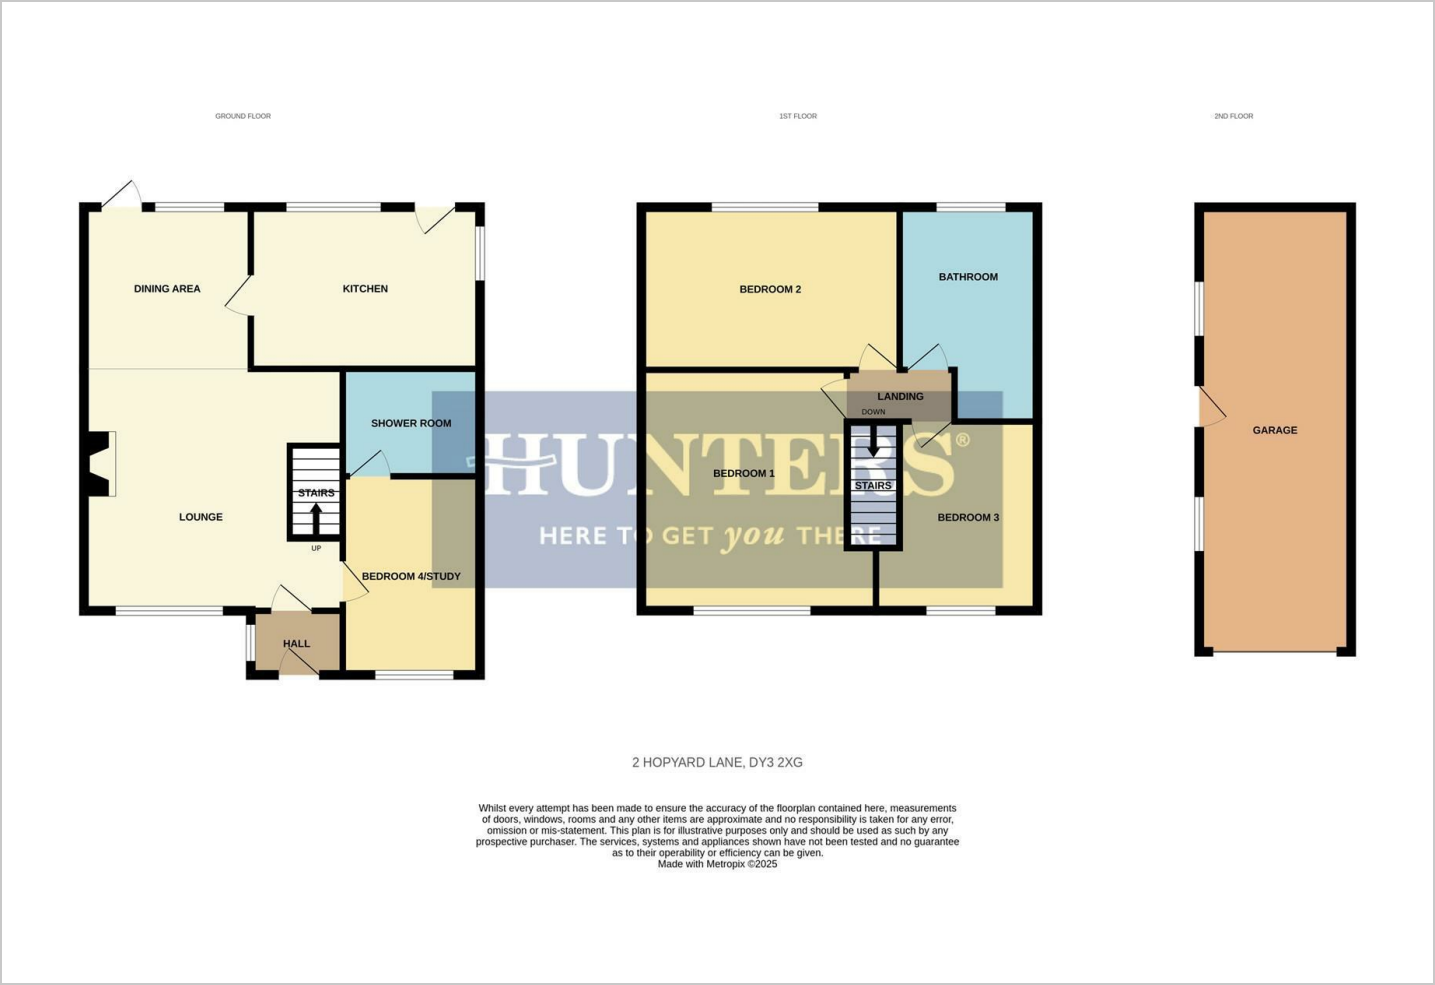 GROUND FLOOR
1ST FLOOR
2ND FLOOR
DINING AREA
KITCHEN
SHOWER ROOM
STAIRS
LOUNGE
UP
BEDROOM 4/STUDY
HALL
BEDROOM 2
BATHROOM
LANDING
DOWN
BEDROOM 1
STAIRS
BEDROOM 3
GARAGE
HUNTERS®
HERE TO GET you THERE
2 HOPYARD LANE, DY3 2XG
Whilst every attempt has been made to ensure the accuracy of the floorplan contained here, measurements
of doors, windows, rooms and any other items are approximate and no responsibility is taken for any error,
omission or mis-statement. This plan is for illustrative purposes only and should be used as such by any
prospective purchaser. The services, systems and appliances shown have not been tested and no guarantee
as to their operability or efficiency can be given.
Made with Metropix ©2025